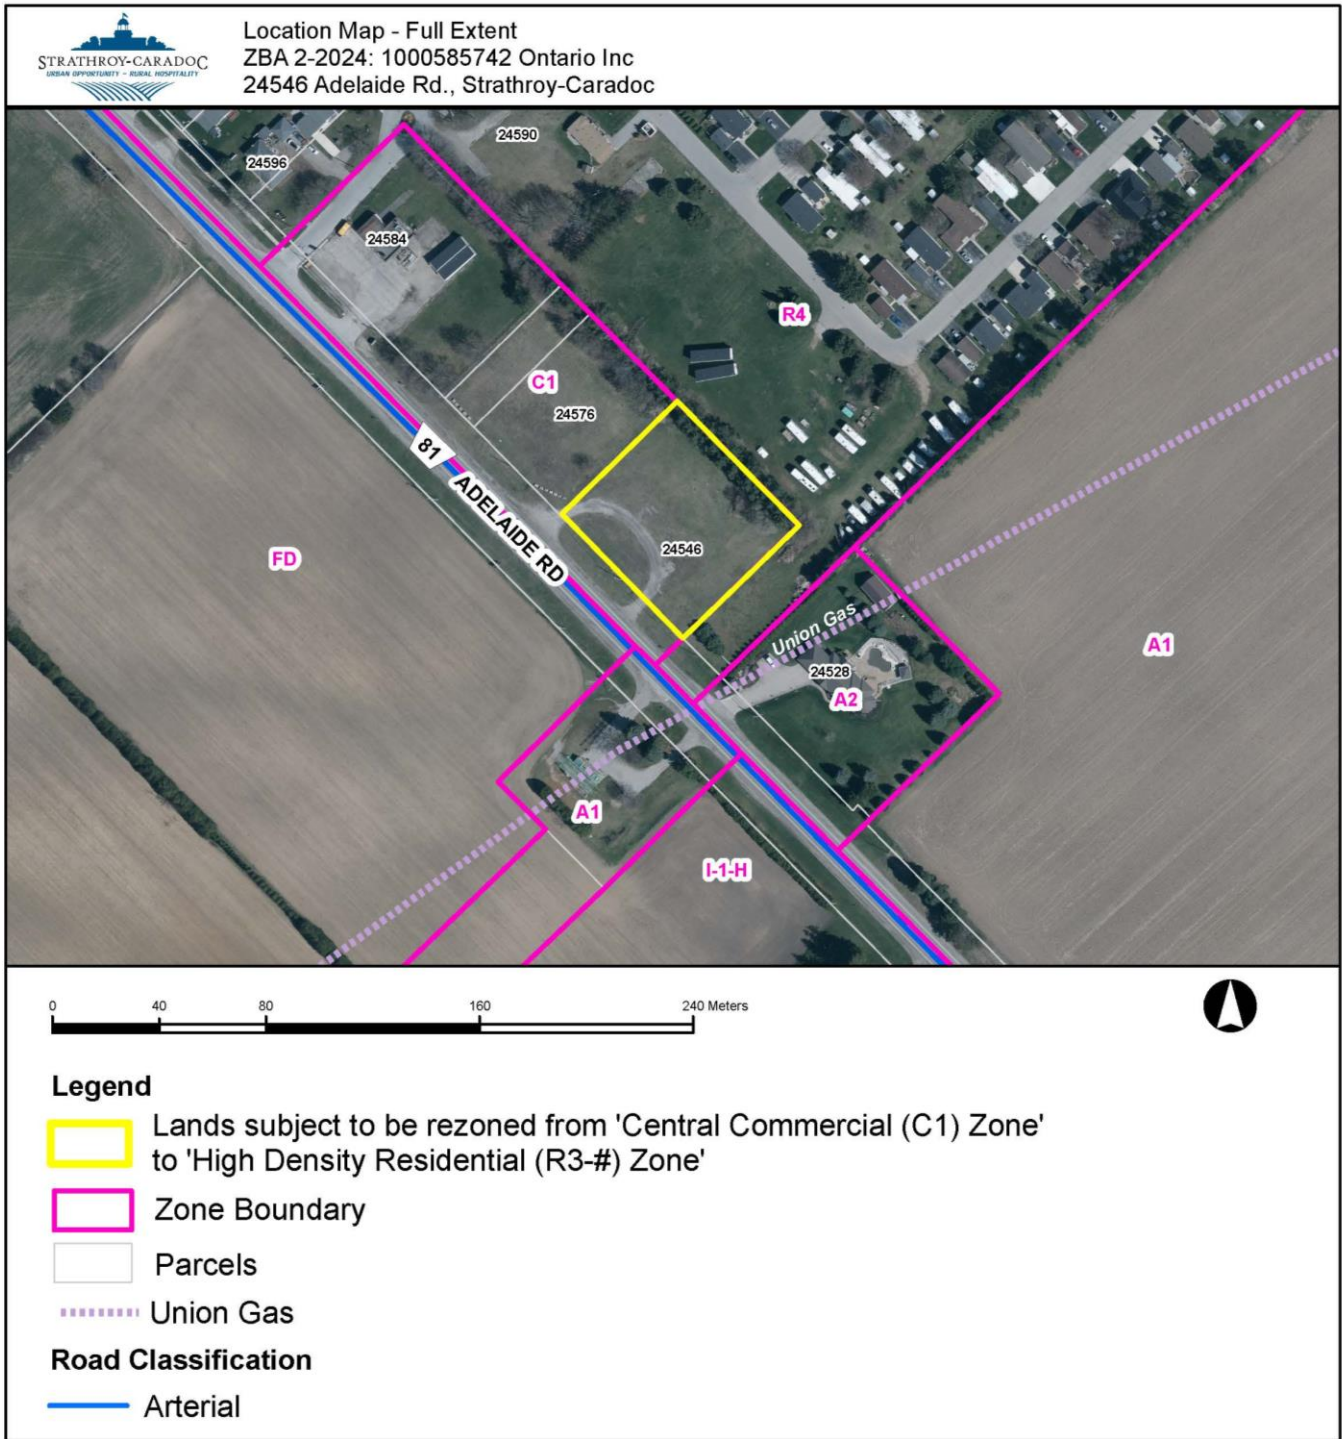 STRATHROY-CARADOC
URBAN OPPORTUNITY ~ RURAL HOSPITALITY
Location Map - Full Extent
ZBA 2-2024: 1000585742 Ontario Inc
24546 Adelaide Rd., Strathroy-Caradoc
24590
24596
24584
R4
C1
24576
81
ADELAIDE RD
24546
FD
Union Gas
A1
24528
A2
A1
I-1-H
0 40 80 160 240 Meters
Legend
Lands subject to be rezoned from 'Central Commercial (C1) Zone'
to 'High Density Residential (R3-#) Zone'
Zone Boundary
Parcels
Union Gas
Road Classification
Arterial